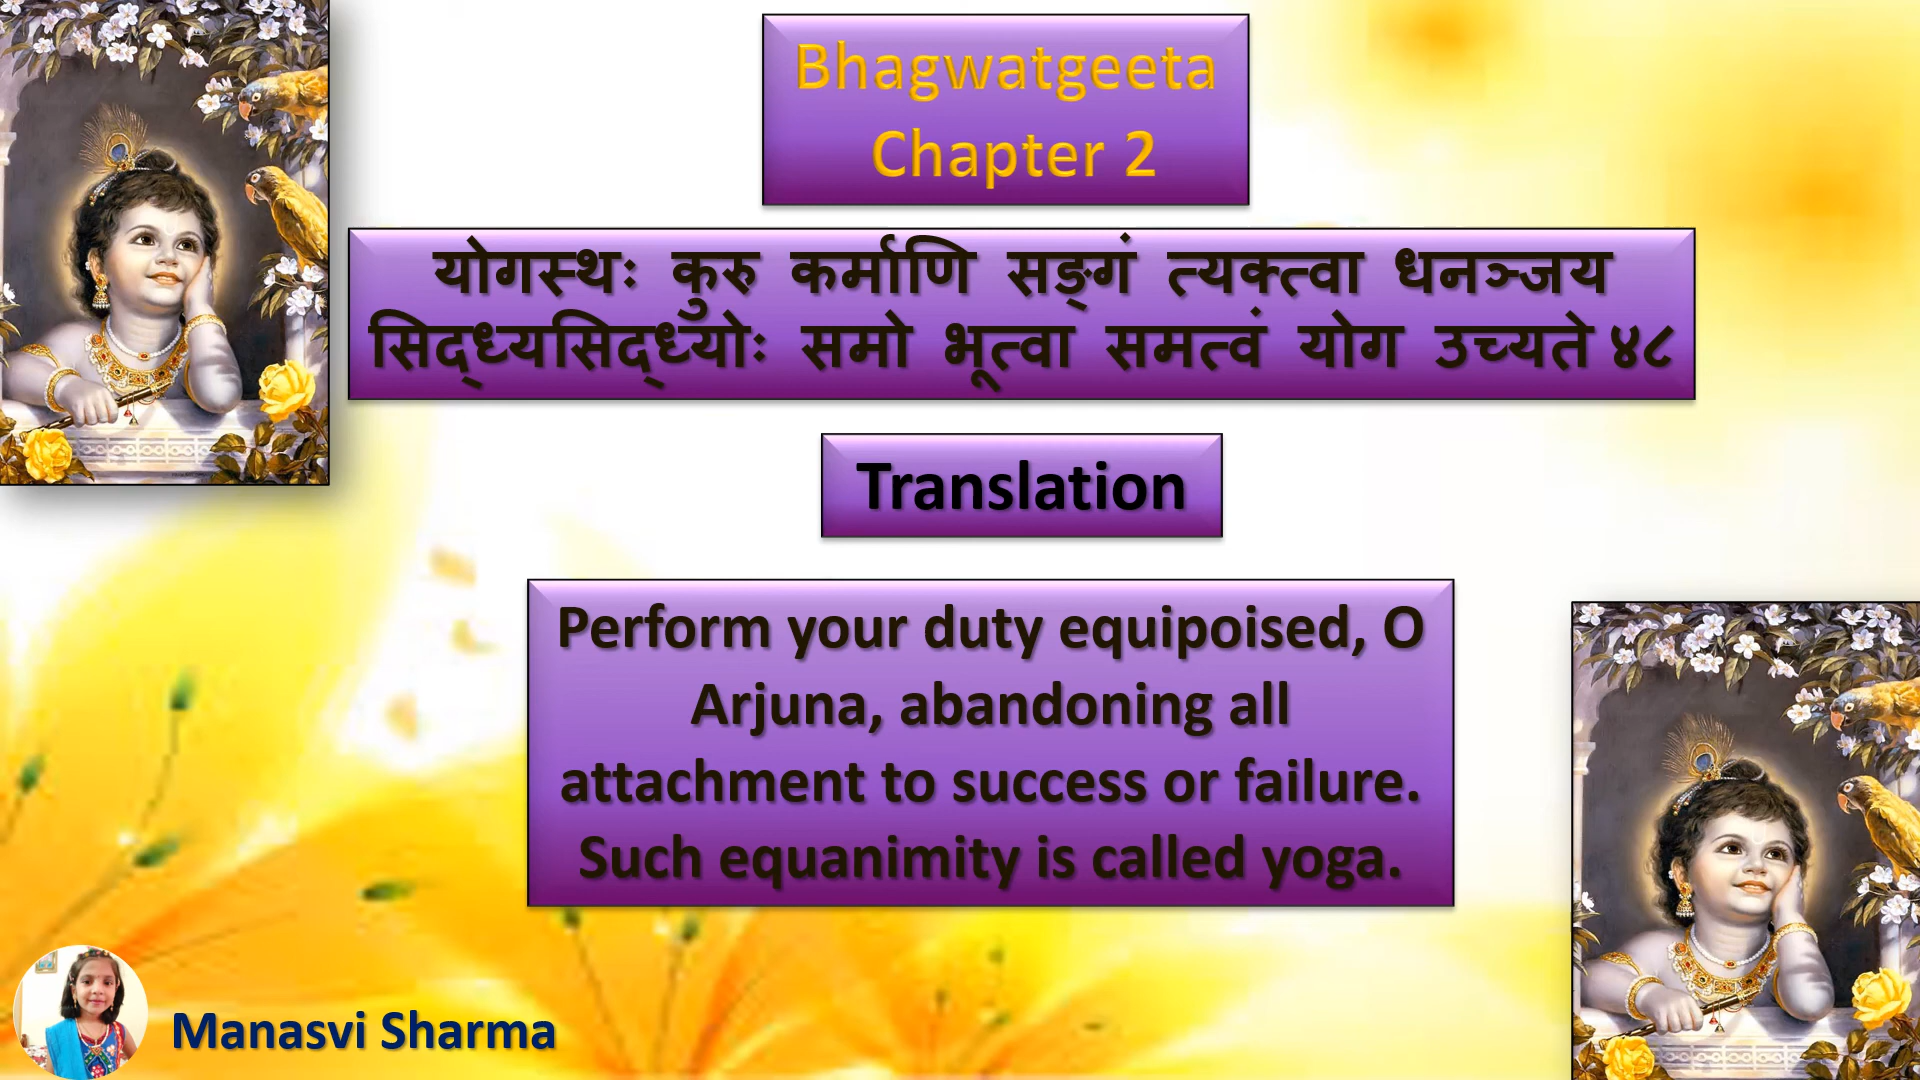 Bhagwatgeeta
Chapter 2
योगस्थः कुरु कर्माणि सङ्गं त्यक्त्वा धनञ्जय
सिद्ध्यसिद्ध्योः समो भूत्वा समत्वं योग उच्यते ४८
Translation
Perform your duty equipoised, O
Arjuna, abandoning all
attachment to success or failure.
Such equanimity is called yoga.
Manasvi Sharma